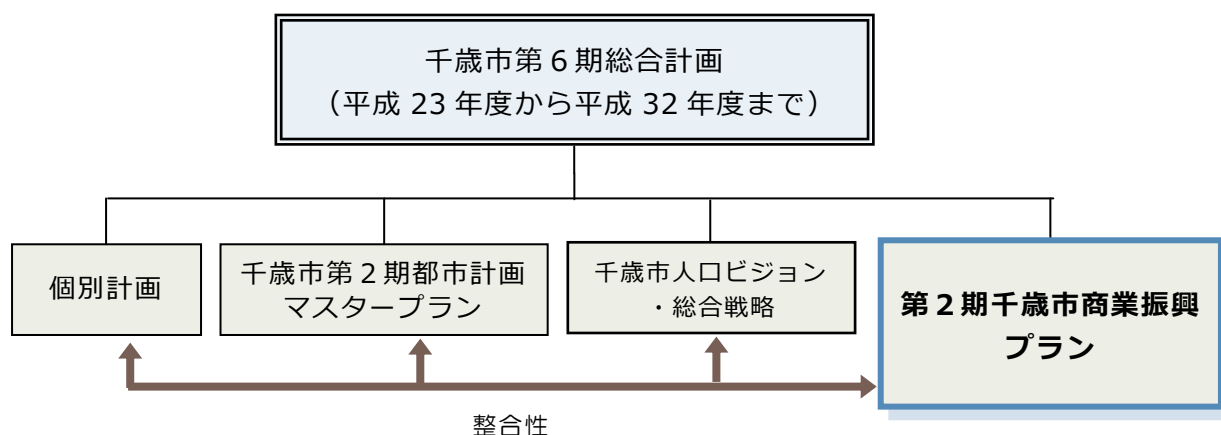 千歳市第６期総合計画
（平成 23 年度から平成 32 年度まで）
個別計画
千歳市第２期都市計画
マスタープラン
千歳市人口ビジョン
・総合戦略
第２期千歳市商業振興
プラン
整合性